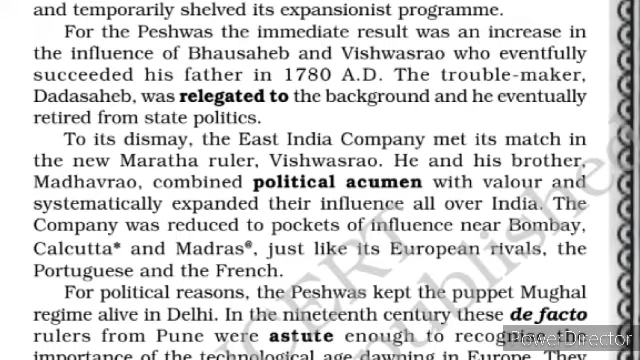 and temporarily shelved its expansionist programme.
For the Peshwas the immediate result was an increase in
the influence of Bhausaheb and Vishwasrao who eventfully
succeeded his father in 1780 A.D. The trouble-maker,
Dadasaheb, was relegated to the background and he eventually
retired from state politics.
To its dismay, the East India Company met its match in
the new Maratha ruler, Vishwasrao. He and his brother,
Madhavrao, combined political acumen with valour and
systematically expanded their influence all over India. The
Company was reduced to pockets of influence near Bombay,
Calcutta* and Madras®, just like its European rivals, the
Portuguese and the French.
For political reasons, the Peshwas kept the puppet Mughal
regime alive in Delhi. In the nineteenth century these de facto
rulers from Pune were astute enough to recognise the
importance of the technological age dawning in Europe. They
PowerDirector